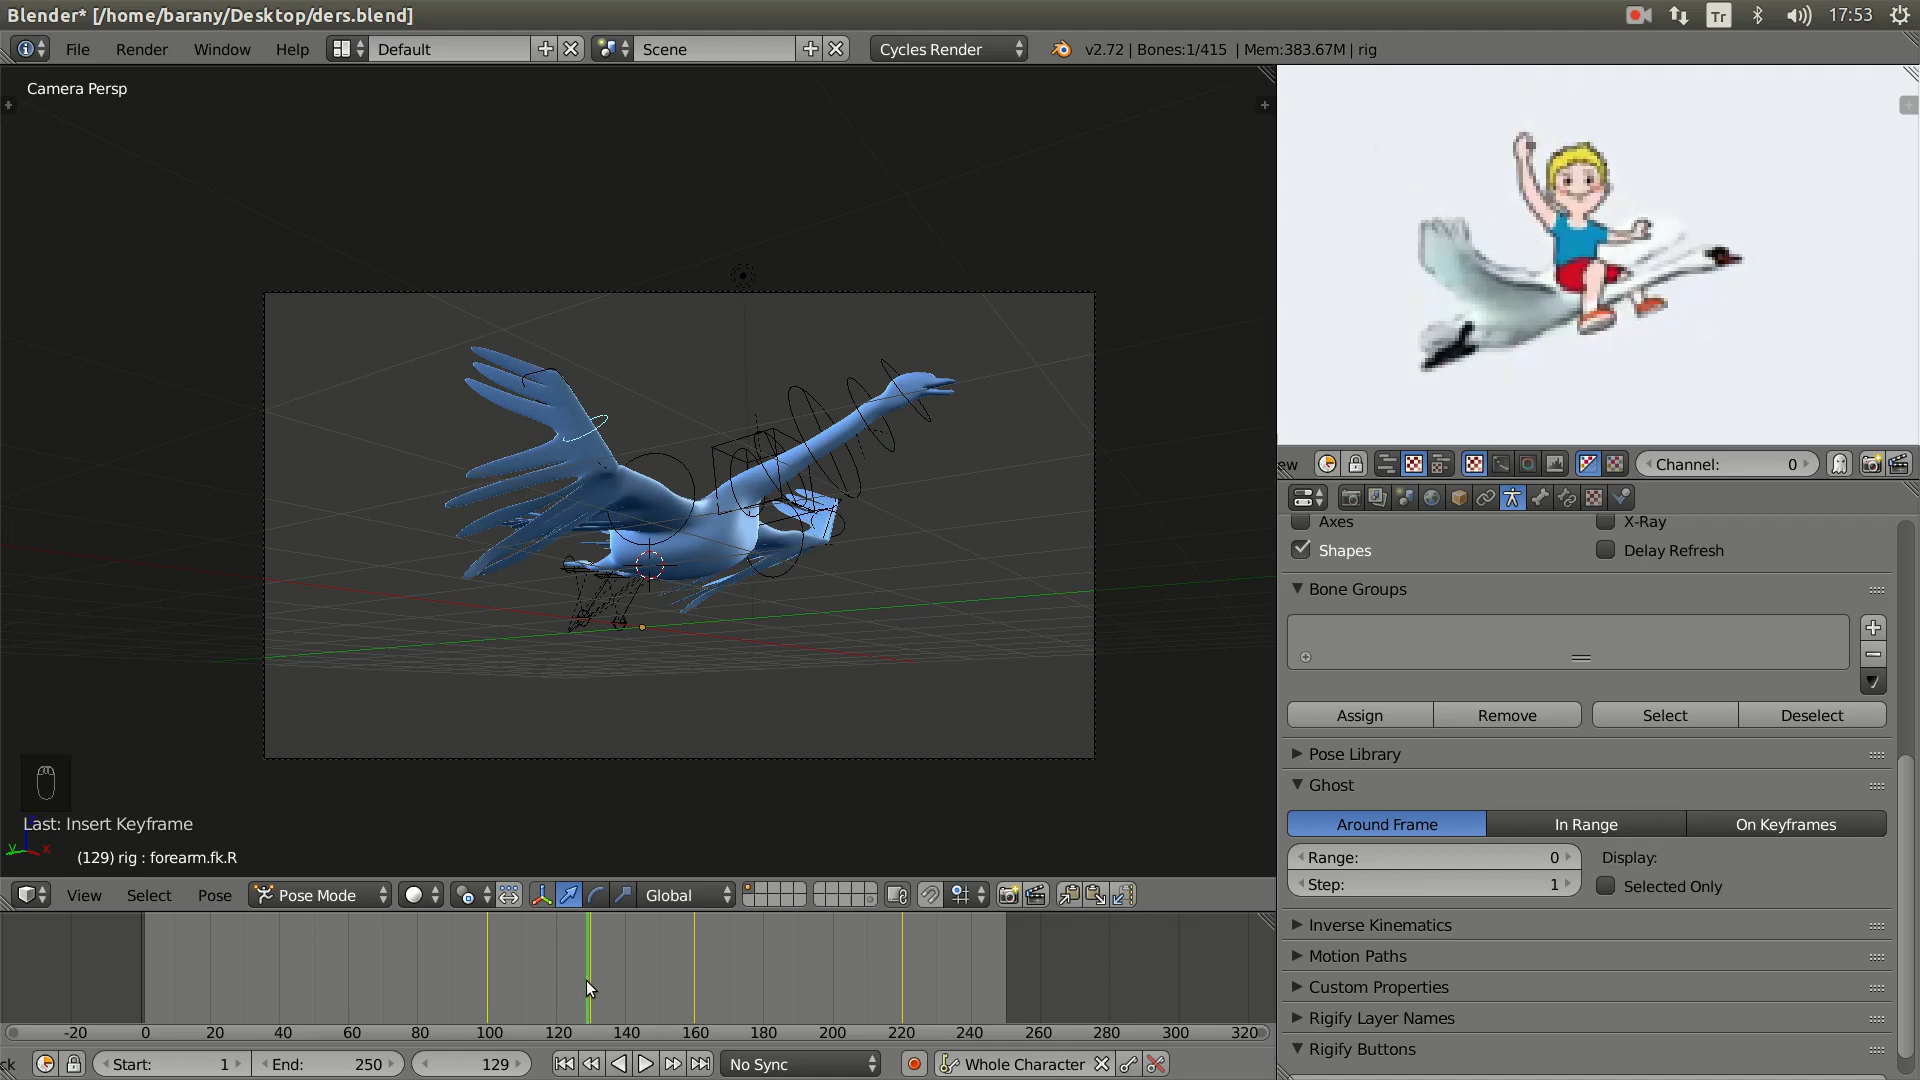 Blender* [/home/barany/Desktop/ders.blend]
Tr
17:53
File
Render
Window
Help
Default
Scene
Cycles Render
v2.72 | Bones:1/415 | Mem:383.67M | rig
Camera Persp
Last: Insert Keyframe
y x
(129) rig : forearm.fk.R
View
Select
Pose
Pose Mode
Global
ew
Channel: 0
Axes
X-Ray
Shapes
Delay Refresh
Bone Groups
Assign
Remove
Select
Deselect
Pose Library
Ghost
Around Frame
In Range
On Keyframes
Range: 0
Display:
Step: 1
Selected Only
Inverse Kinematics
Motion Paths
Custom Properties
Rigify Layer Names
Rigify Buttons
-20 0 20 40 60 80 100 120 140 160 180 200 220 240 260 280 300 320
ck
Start: 1
End: 250
129
No Sync
Whole Character